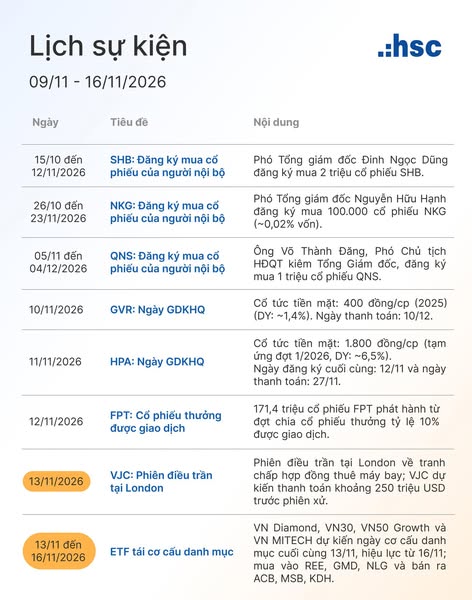 Lịch sự kiện
.:hsc
09/11 - 16/11/2026
Ngày Tiêu đề Nội dung
15/10 đến
12/11/2026
SHB: Đăng ký mua cổ
phiếu của người nội bộ
Phó Tổng giám đốc Đinh Ngọc Dũng
đăng ký mua 2 triệu cổ phiếu SHB.
26/10 đến
23/11/2026
NKG: Đăng ký mua cổ
phiếu của người nội bộ
Phó Tổng giám đốc Nguyễn Hữu Hạnh
đăng ký mua 100.000 cổ phiếu NKG
(~0,02% vốn).
05/11 đến
04/12/2026
QNS: Đăng ký mua cổ
phiếu của người nội bộ
Ông Võ Thành Đăng, Phó Chủ tịch
HĐQT kiêm Tổng Giám đốc, đăng ký
mua 1 triệu cổ phiếu QNS.
10/11/2026
GVR: Ngày GDKHQ
Cổ tức tiền mặt: 400 đồng/cp (2025)
(DY: ~1,4%). Ngày thanh toán: 10/12.
11/11/2026
HPA: Ngày GDKHQ
Cổ tức tiền mặt: 1.800 đồng/cp (tạm
ứng đợt 1/2026, DY: ~6,5%).
Ngày đăng ký cuối cùng: 12/11 và ngày
thanh toán: 27/11.
12/11/2026
FPT: Cổ phiếu thưởng
được giao dịch
171,4 triệu cổ phiếu FPT phát hành từ
đợt chia cổ phiếu thưởng tỷ lệ 10%
được giao dịch.
13/11/2026
VJC: Phiên điều trần
tại London
Phiên điều trần tại London về tranh
chấp hợp đồng thuê máy bay; VJC dự
kiến thanh toán khoảng 250 triệu USD
trước phiên xử.
13/11 đến
16/11/2026
ETF tái cơ cấu danh mục
VN Diamond, VN30, VN50 Growth và
VN MITECH dự kiến ngày cơ cấu danh
mục cuối cùng 13/11, hiệu lực từ 16/11;
mua vào REE, GMD, NLG và bán ra
ACB, MSB, KDH.